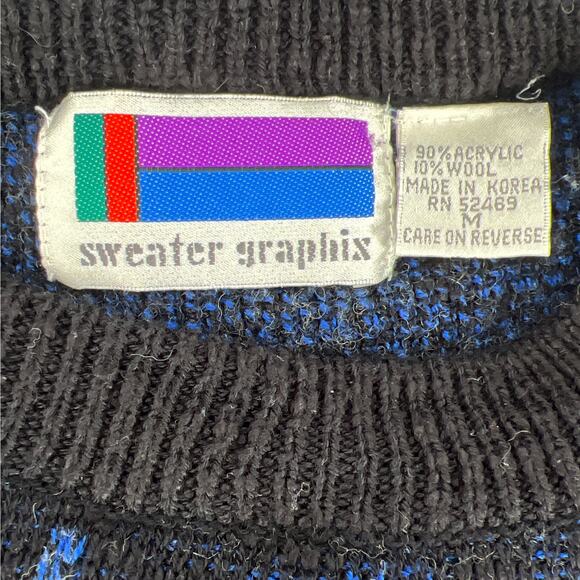 sweater graphix
90% ACRYLIC
10% WOOL
MADE IN KOREA
RN 52469
M
CARE ON REVERSE